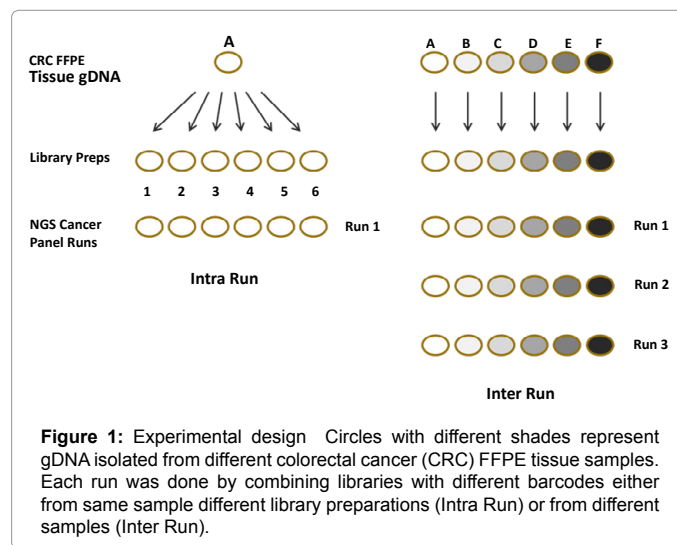 A
CRC FFPE
Tissue gDNA
Library Preps
1 2 3 4 5 6
NGS Cancer
Panel Runs
Run 1
Intra Run
A B C D E F
Run 1
Run 2
Run 3
Inter Run
Figure 1: Experimental design Circles with different shades represent
gDNA isolated from different colorectal cancer (CRC) FFPE tissue samples.
Each run was done by combining libraries with different barcodes either
from same sample different library preparations (Intra Run) or from different
samples (Inter Run).